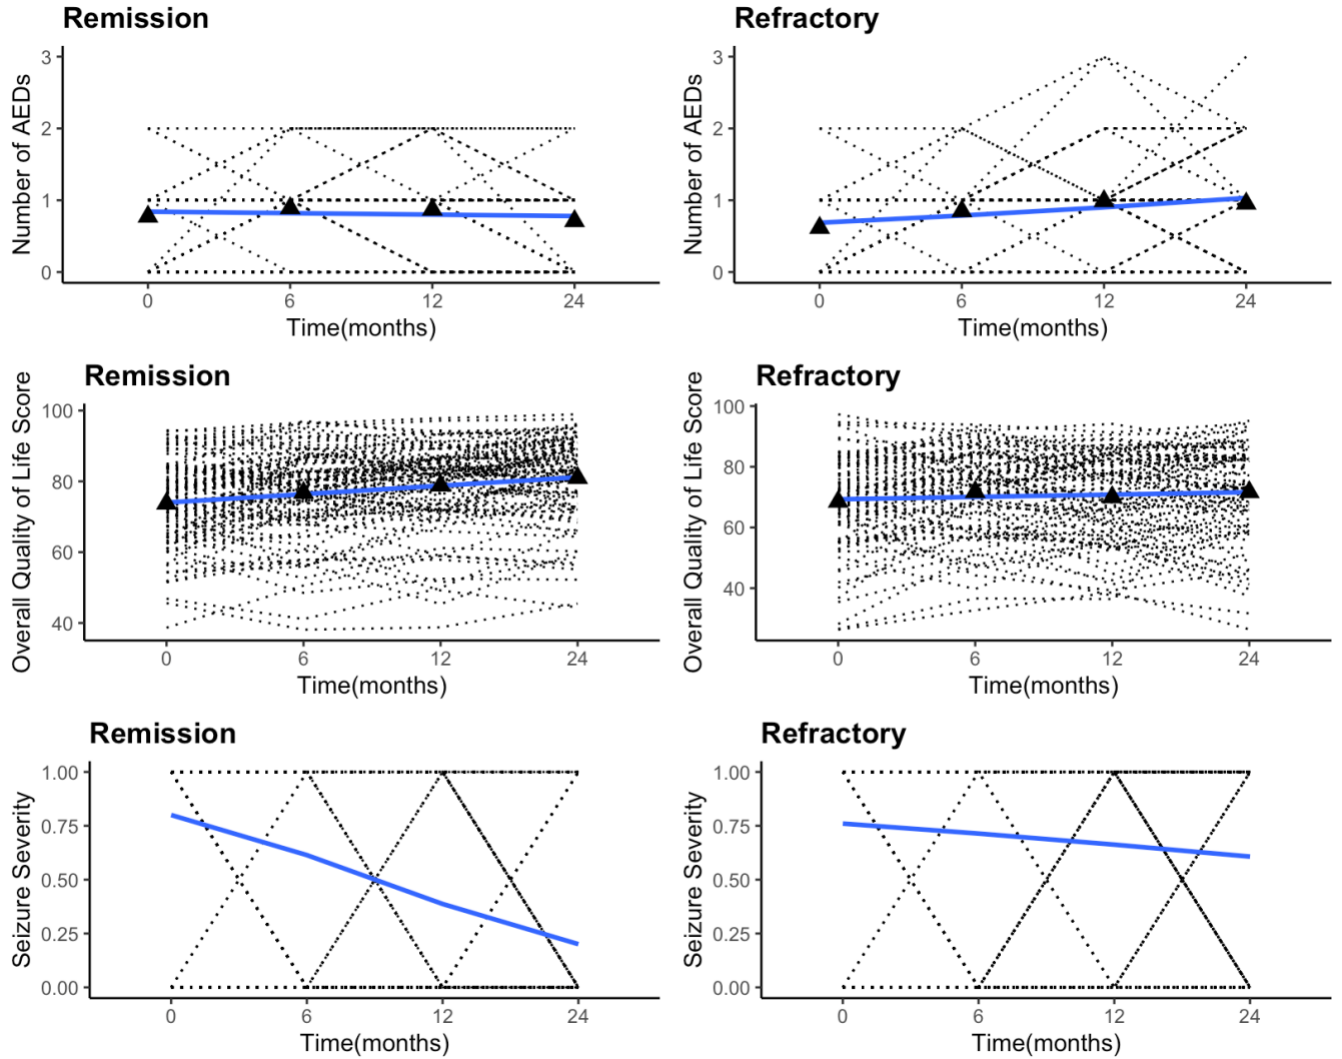 Remission
Number of AEDs
3
2
1
0
0 6 12 24
Time(months)
Refractory
Number of AEDs
3
2
1
0
0 6 12 24
Time(months)
Remission
Overall Quality of Life Score
100
80
60
40
0 6 12 24
Time(months)
Refractory
Overall Quality of Life Score
100
80
60
40
0 6 12 24
Time(months)
Remission
Seizure Severity
1.00
0.75
0.50
0.25
0.00
0 6 12 24
Time(months)
Refractory
Seizure Severity
1.00
0.75
0.50
0.25
0.00
0 6 12 24
Time(months)